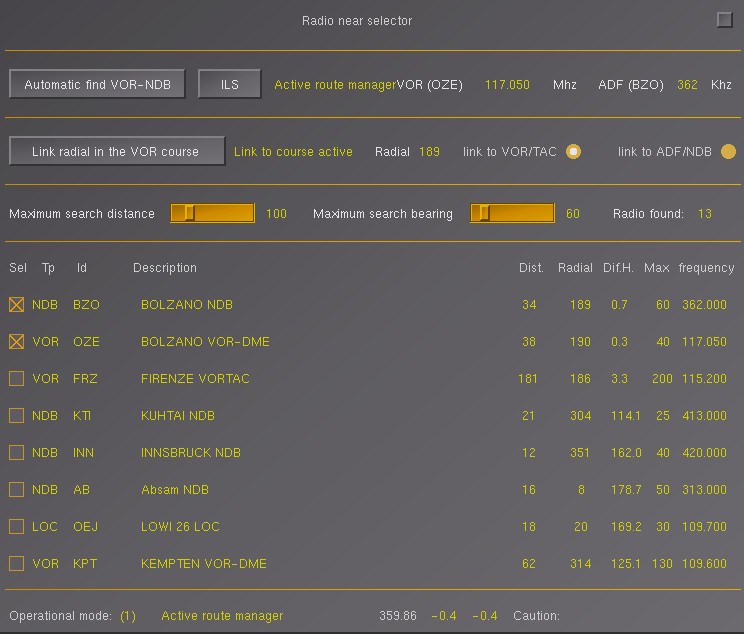 Radio near selector
Automatic find VOR-NDB ILS Active route managerVOR (OZE) 117.050 Mhz ADF (BZO) 362 Khz
Link radial in the VOR course Link to course active Radial 189 link to VOR/TAC link to ADF/NDB
Maximum search distance 100 Maximum search bearing 60 Radio found: 13
Sel Tp Id Description Dist. Radial Dif.H. Max frequency
NDB BZO BOLZANO NDB 34 189 0.7 60 362.000
VOR OZE BOLZANO VOR-DME 38 190 0.3 40 117.050
VOR FRZ FIRENZE VORTAC 181 186 3.3 200 115.200
NDB KTI KUHTAI NDB 21 304 114.1 25 413.000
NDB INN INNSBRUCK NDB 12 351 162.0 40 420.000
NDB AB Absam NDB 16 8 178.7 50 313.000
LOC OEJ LOWI 26 LOC 18 20 169.2 30 109.700
VOR KPT KEMPTEN VOR-DME 62 314 125.1 130 109.600
Operational mode: (1) Active route manager 359.86 -0.4 -0.4 Caution: